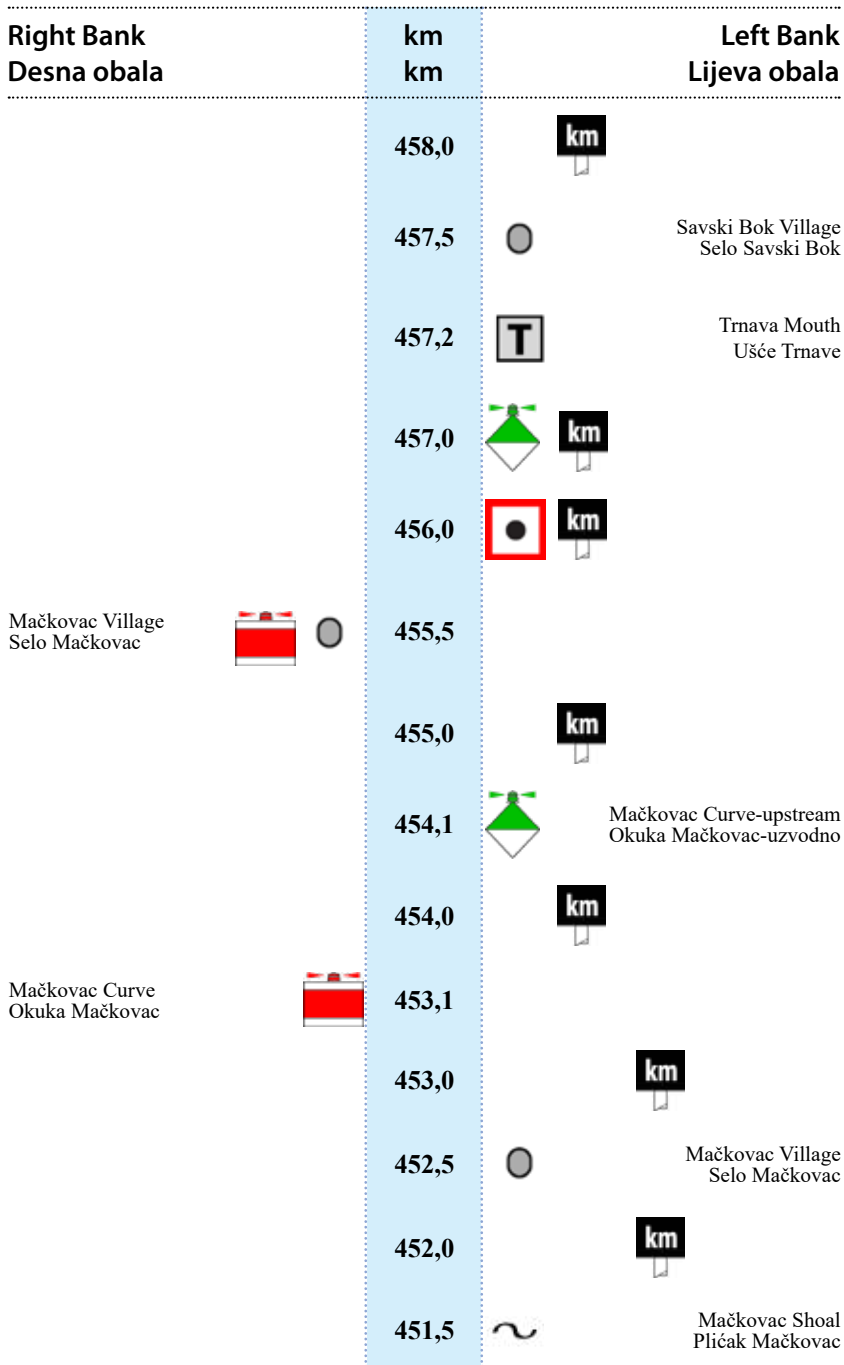 Right Bank km Left Bank
Desna obala km Lijeva obala
458,0 km
457,5 Savski Bok Village
Selo Savski Bok
457,2 T Trnava Mouth
Ušće Trnave
457,0 km
456,0 km
Mačkovac Village
Selo Mačkovac
455,5
455,0 km
454,1 Mačkovac Curve-upstream
Okuka Mačkovac-uzvodno
454,0 km
Mačkovac Curve
Okuka Mačkovac
453,1
453,0 km
452,5 Mačkovac Village
Selo Mačkovac
452,0 km
451,5 Mačkovac Shoal
Plićak Mačkovac